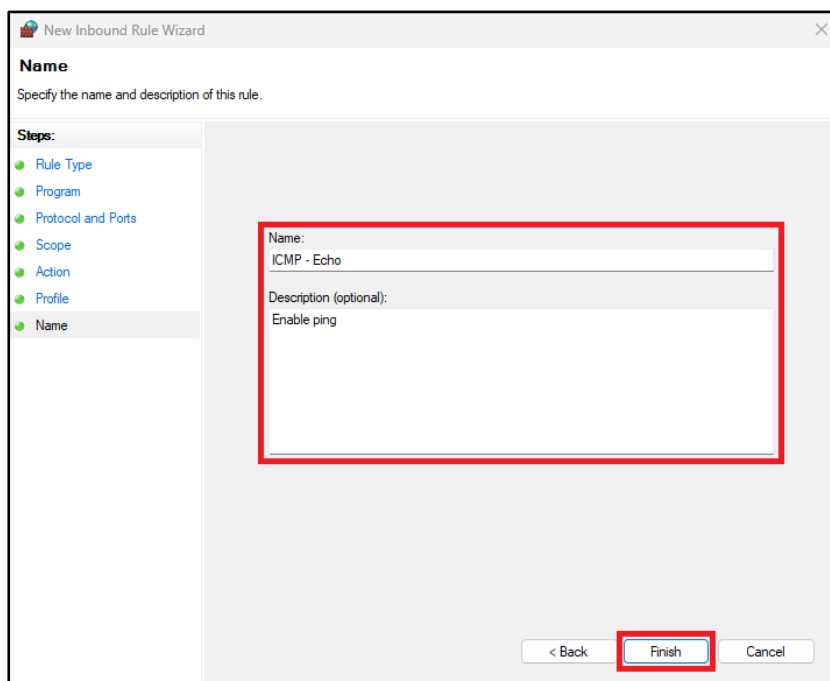 New Inbound Rule Wizard
Name
Specify the name and description of this rule.
Steps:
Rule Type
Program
Protocol and Ports
Scope
Action
Profile
Name
Name:
ICMP - Echo
Description (optional):
Enable ping
< Back
Finish
Cancel